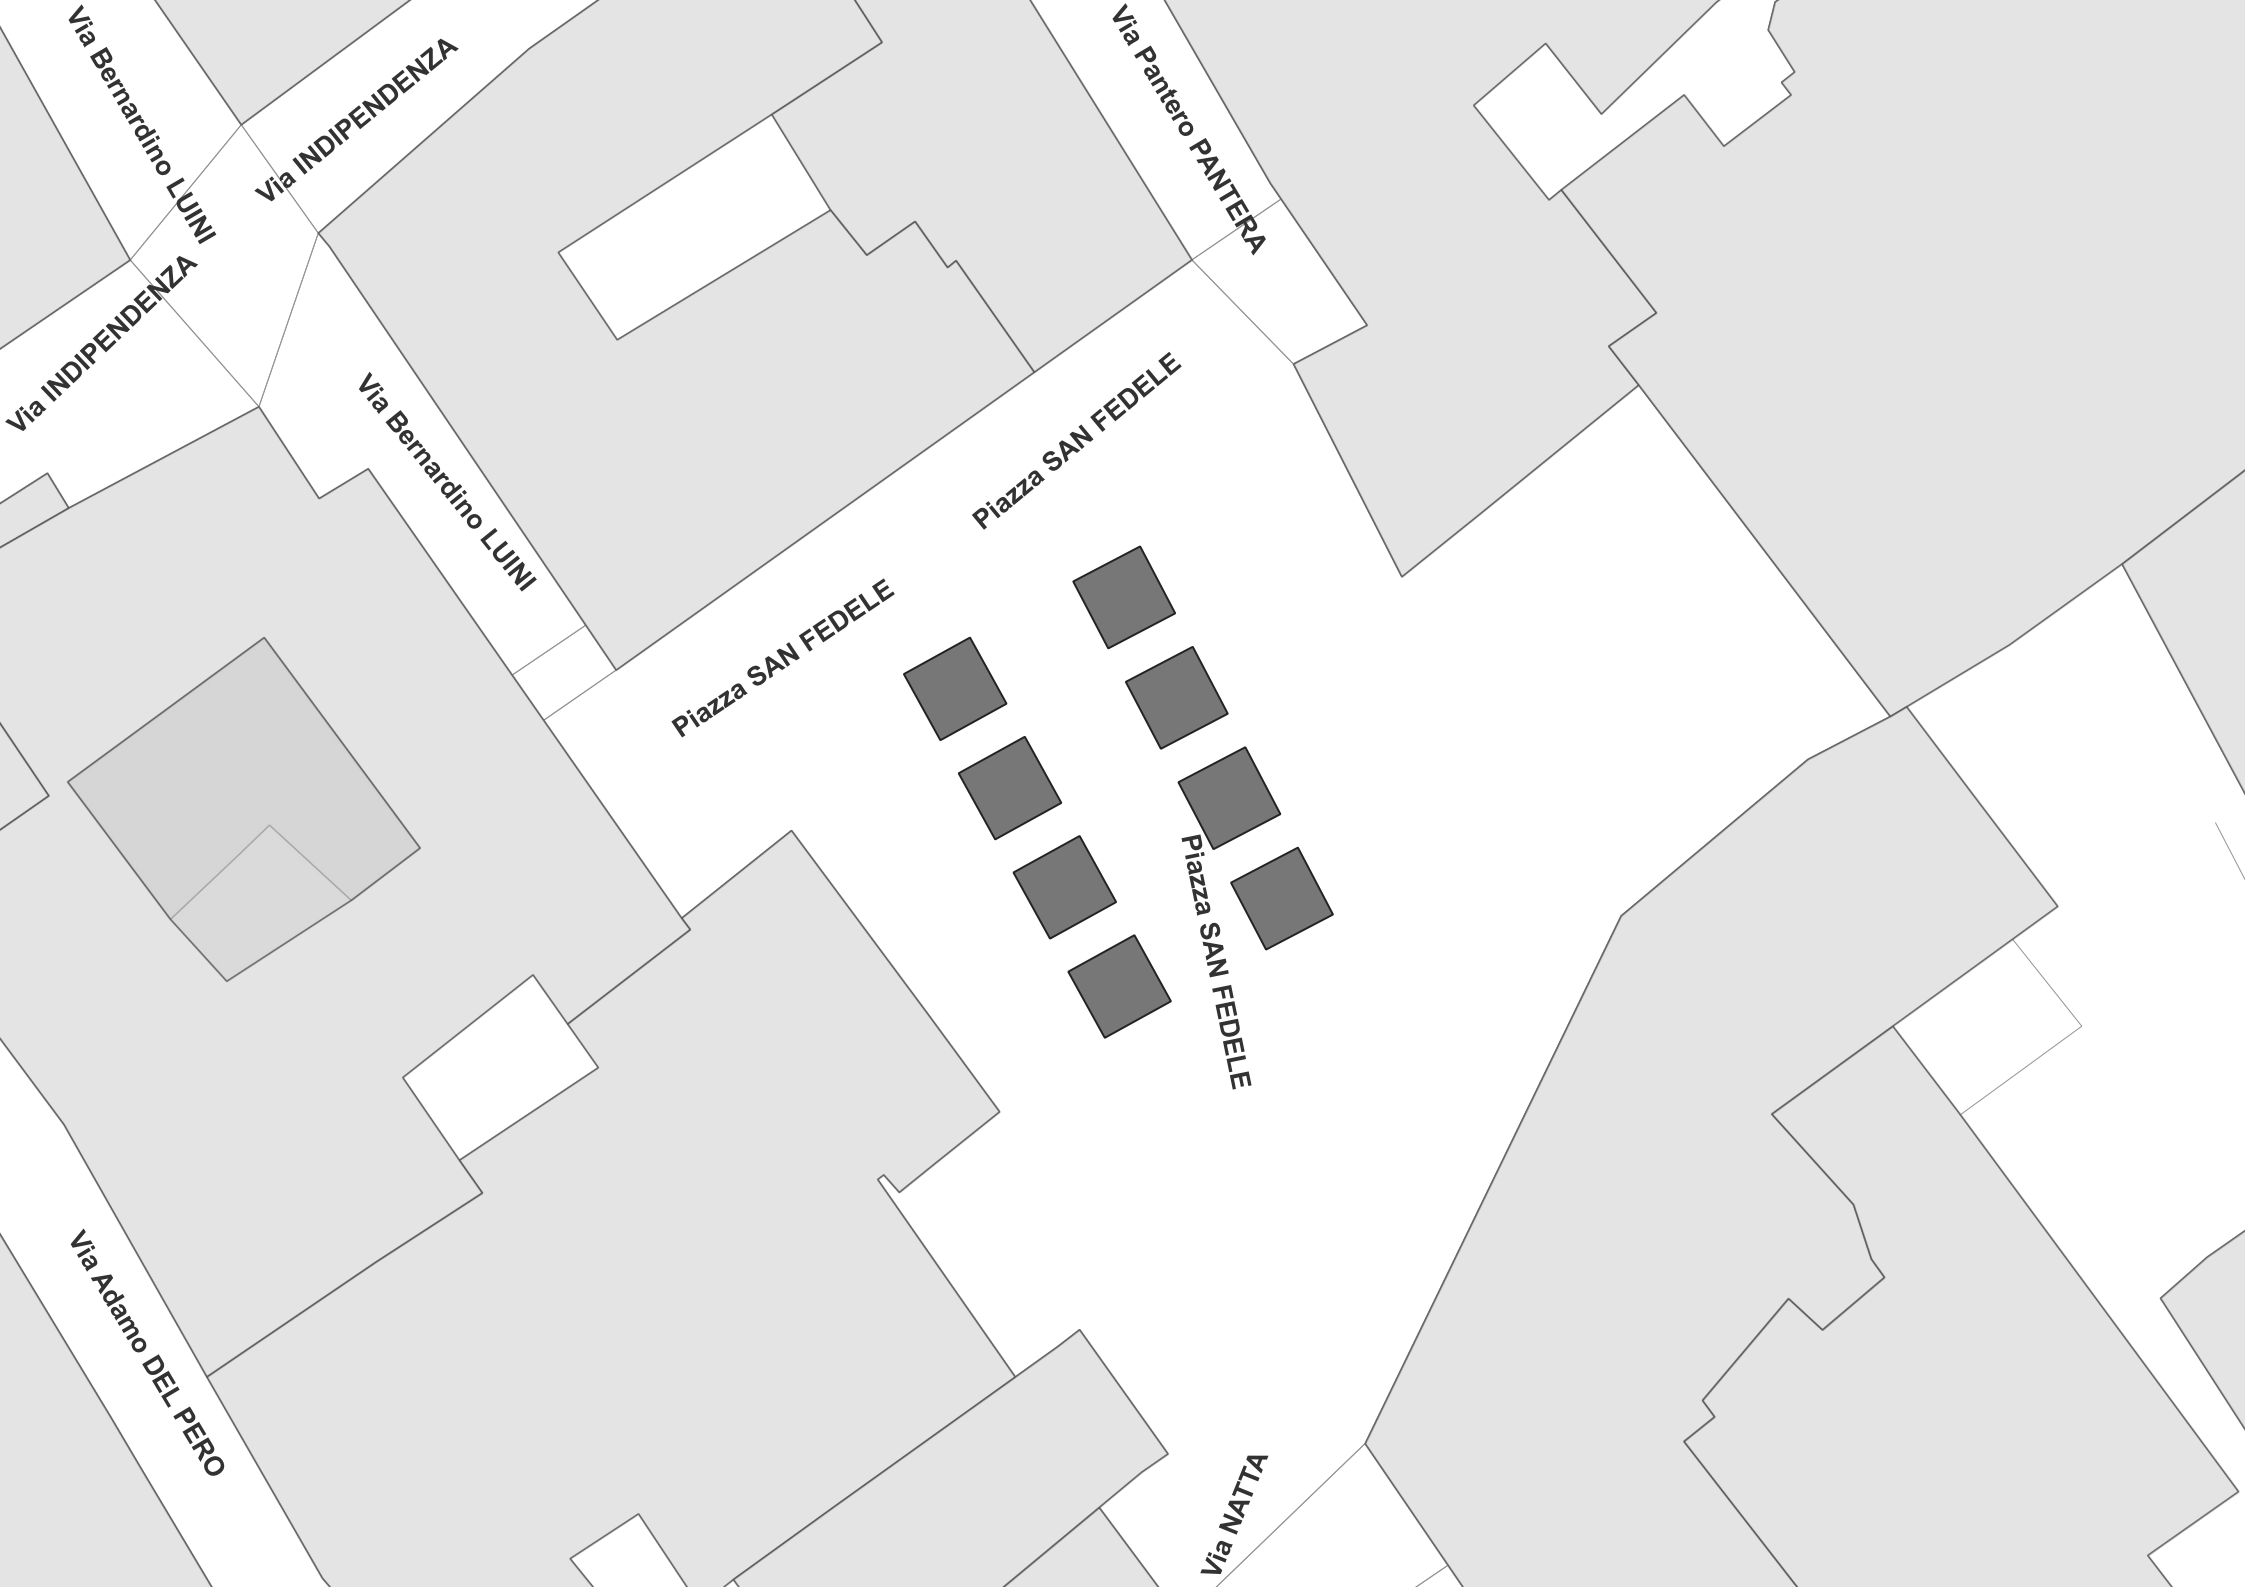 Via Bernardino LUINI
Via INDIPENDENZA
Via Pantero PANTERA
Via INDIPENDENZA
Via Bernardino LUINI
Piazza SAN FEDELE
Piazza SAN FEDELE
Piazza SAN FEDELE
Via Adamo DEL PERO
Via NATTA